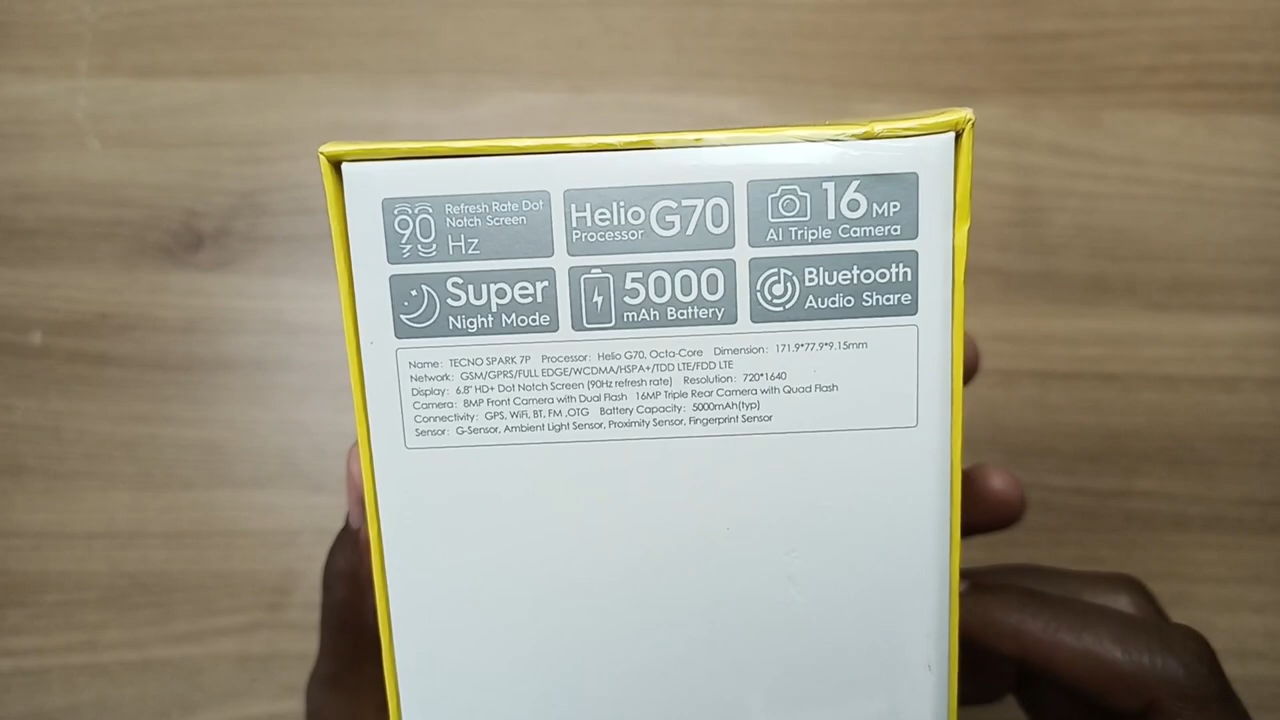 90 Refresh Rate Dot
Notch Screen
Hz
Helio G70
Processor
16 MP
AI Triple Camera
Super
Night Mode
5000
mAh Battery
Bluetooth
Audio Share
Name: TECNO SPARK 7P Processor: Helio G70, Octa-Core Dimension: 171.9*77.9*9.15mm
Network: GSM/GPRS/FULL EDGE/WCDMA/HSPA+/TDD LTE/FDD LTE
Display: 6.8" HD+ Dot Notch Screen (90Hz refresh rate) Resolution: 720*1640
Camera: 8MP Front Camera with Dual Flash 16MP Triple Rear Camera with Quad Flash
Connectivity: GPS, WiFi, BT, FM ,OTG Battery Capacity: 5000mAh(typ)
Sensor: G-Sensor, Ambient Light Sensor, Proximity Sensor, Fingerprint Sensor